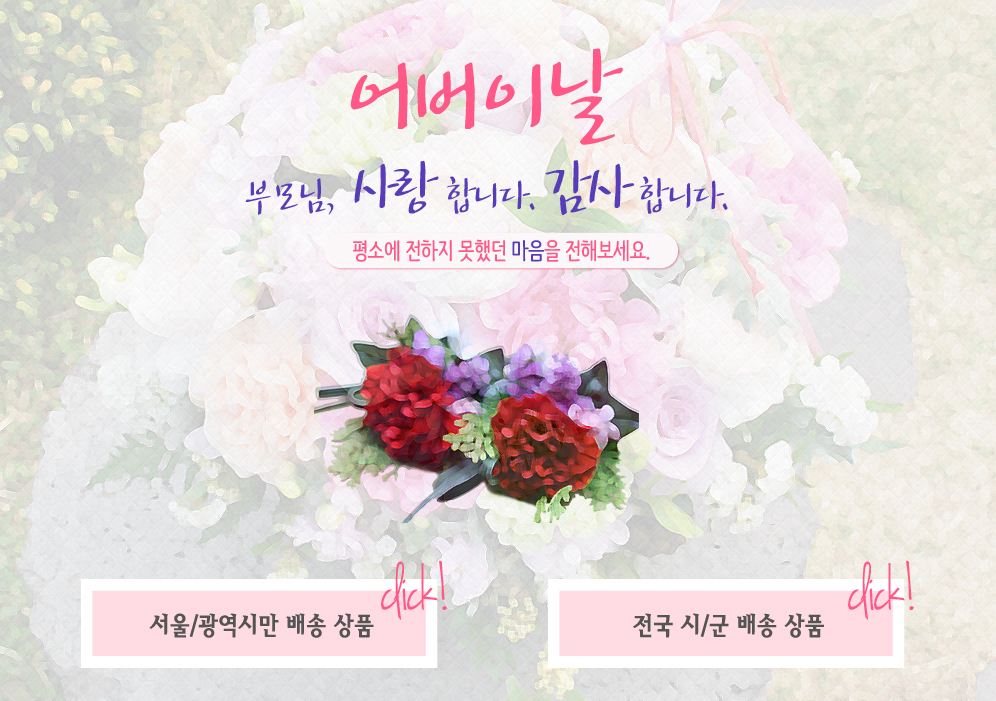 어버이날
부모님, 사랑 합니다. 감사 합니다.
평소에 전하지 못했던 마음을 전해보세요.
click!
서울/광역시만 배송 상품
click!
전국 시/군 배송 상품